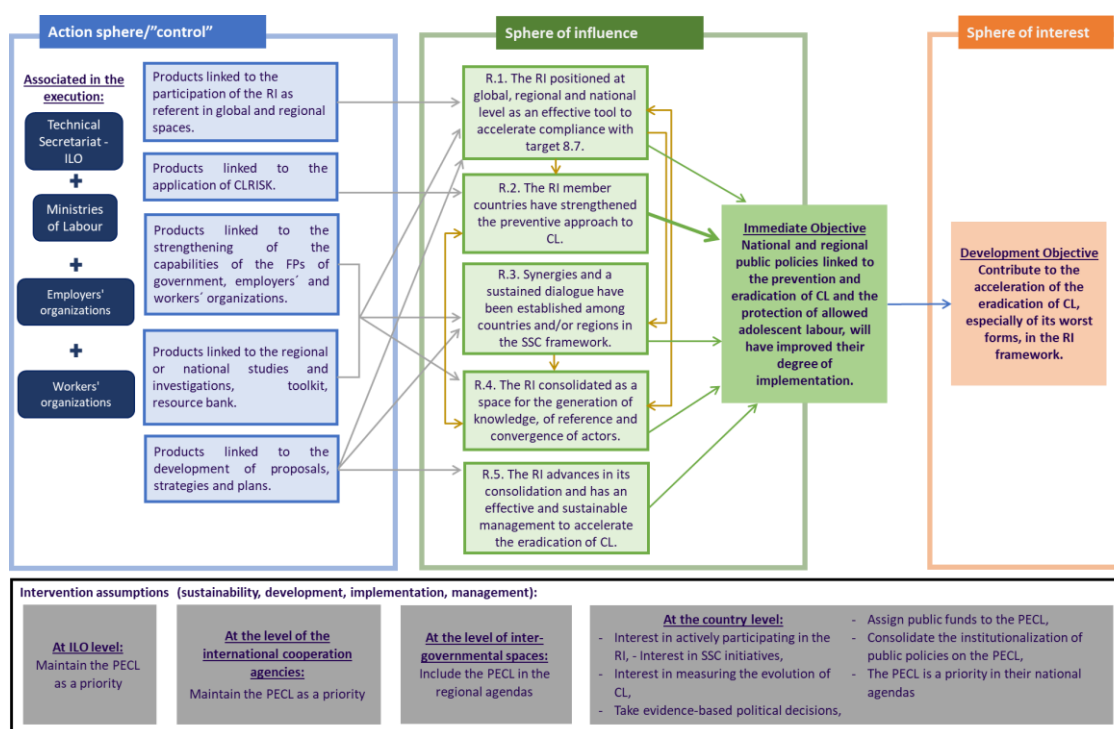 Action sphere/”control”
Associated in the
execution:
Technical
Secretariat -
ILO
+
Ministries
of Labour
+
Employers'
organizations
+
Workers'
organizations
Products linked to the
participation of the RI as
referent in global and regional
spaces.
Products linked to the
application of CLRISK.
Products linked to the
strengthening of the
capabilities of the FPs of
government, employers´ and
workers´ organizations.
Products linked to the regional
or national studies and
investigations, toolkit,
resource bank.
Products linked to the
development of proposals,
strategies and plans.
Sphere of influence
R.1. The RI positioned at
global, regional and national
level as an effective tool to
accelerate compliance with
target 8.7.
R.2. The RI member
countries have strengthened
the preventive approach to
CL.
R.3. Synergies and a
sustained dialogue have
been established among
countries and/or regions in
the SSC framework.
R.4. The RI consolidated as a
space for the generation of
knowledge, of reference and
convergence of actors.
R.5. The RI advances in its
consolidation and has an
effective and sustainable
management to accelerate
the eradication of CL.
Immediate Objective
National and regional
public policies linked to
the prevention and
eradication of CL and the
protection of allowed
adolescent labour, will
have improved their
degree of
implementation.
Sphere of interest
Development Objective
Contribute to the
acceleration of the
eradication of CL,
especially of its worst
forms, in the RI
framework.
Intervention assumptions (sustainability, development, implementation, management):
At ILO level:
Maintain the PECL
as a priority
At the level of the
international cooperation
agencies:
Maintain the PECL as a priority
At the level of inter-
governmental spaces:
Include the PECL in the
regional agendas
At the country level:
- Interest in actively participating in the
RI, - Interest in SSC initiatives,
- Interest in measuring the evolution of
CL,
- Take evidence-based political decisions,
- Assign public funds to the PECL,
- Consolidate the institutionalization of
public policies on the PECL,
- The PECL is a priority in their national
agendas